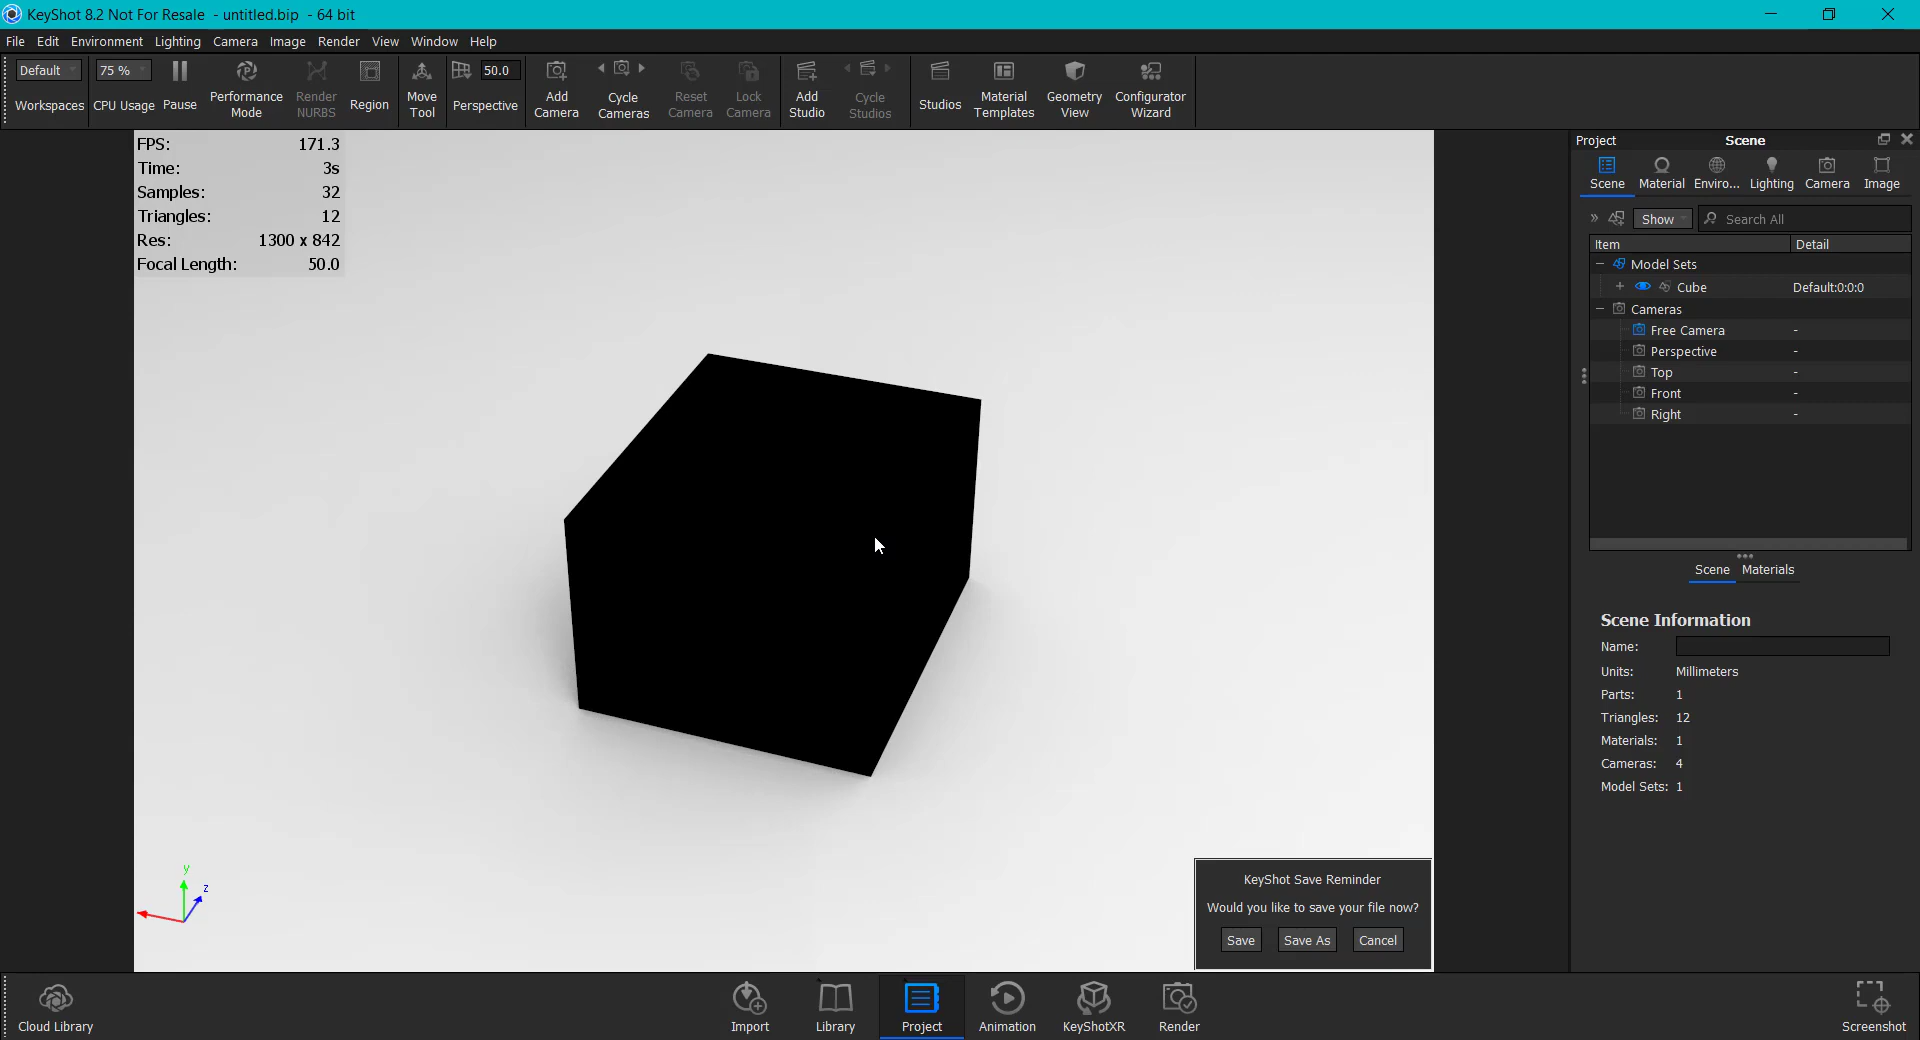 KeyShot 8.2 Not For Resale - untitled.bip - 64 bit
File Edit Environment Lighting Camera Image Render View Window Help
Default 75 % 50.0
Workspaces CPU Usage Pause Performance Mode Render NURBS Region Move Tool Perspective Add Camera Cycle Cameras Reset Camera Lock Camera Add Studio Cycle Studios Studios Material Templates Geometry View Configurator Wizard
FPS: 171.3
Time: 3s
Samples: 32
Triangles: 12
Res: 1300 x 842
Focal Length: 50.0
y
z
KeyShot Save Reminder
Would you like to save your file now?
Save Save As Cancel
Project Scene
Scene Material Enviro... Lighting Camera Image
Show Search All
Item Detail
Model Sets
Cube Default:0:0:0
Cameras
Free Camera -
Perspective -
Top -
Front -
Right -
Scene Materials
Scene Information
Name:
Units: Millimeters
Parts: 1
Triangles: 12
Materials: 1
Cameras: 4
Model Sets: 1
Cloud Library Import Library Project Animation KeyShotXR Render Screenshot